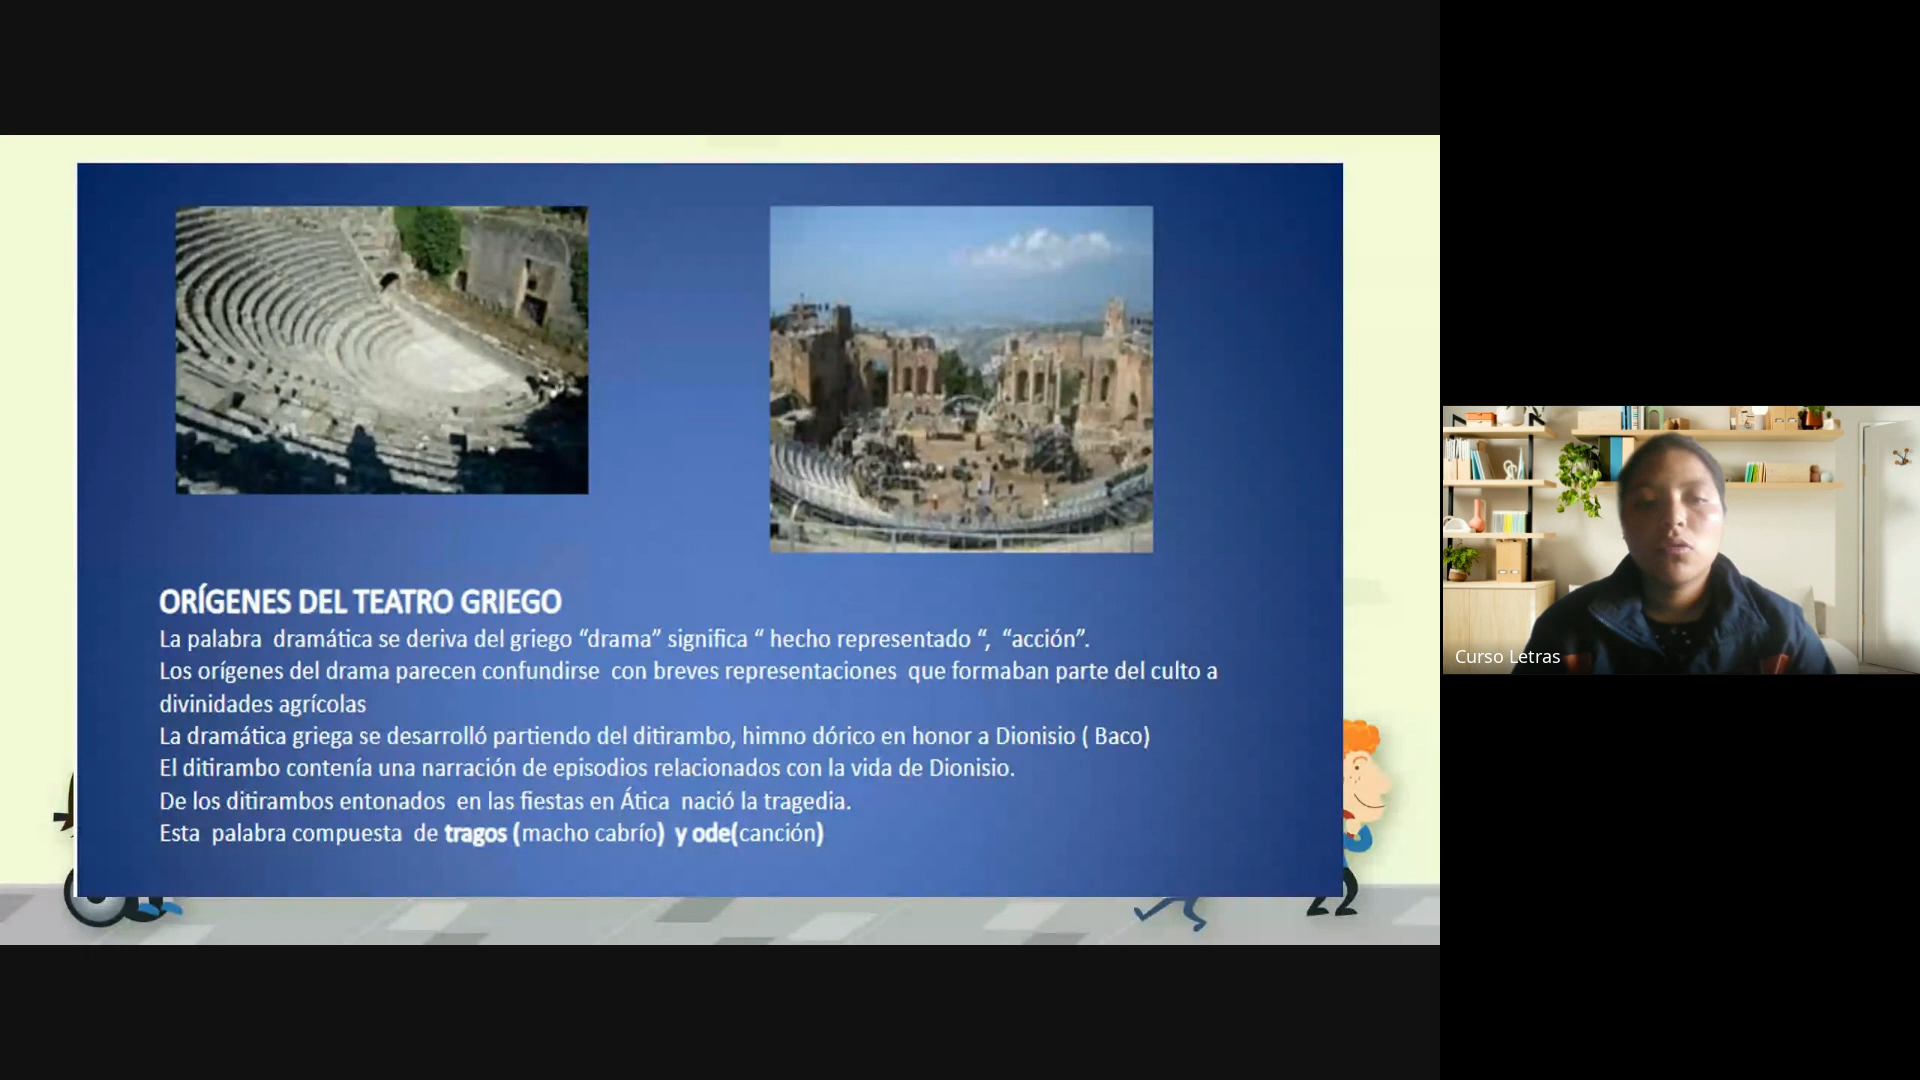 ORÍGENES DEL TEATRO GRIEGO
La palabra dramática se deriva del griego “drama” significa “ hecho representado “, “acción”.
Los orígenes del drama parecen confundirse con breves representaciones que formaban parte del culto a
divinidades agrícolas
La dramática griega se desarrolló partiendo del ditirambo, himno dórico en honor a Dionisio ( Baco)
El ditirambo contenía una narración de episodios relacionados con la vida de Dionisio.
De los ditirambos entonados en las fiestas en Ática nació la tragedia.
Esta palabra compuesta de tragos (macho cabrío) y ode(canción)
Curso Letras